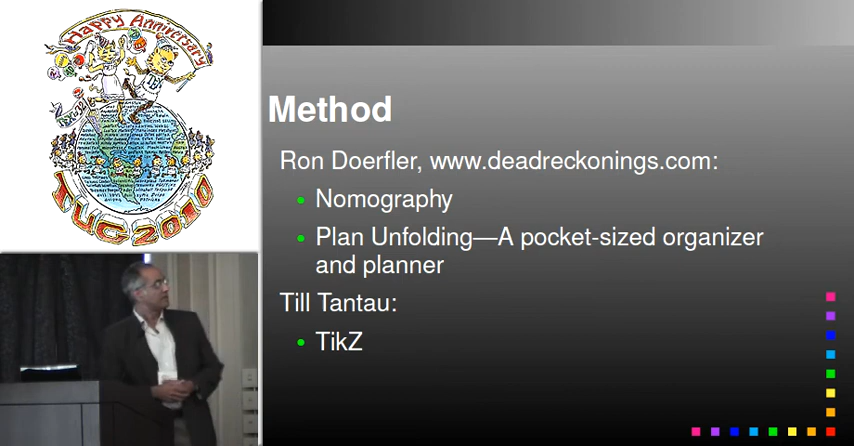 Happy Anniversary
TUG 2010
Method
Ron Doerfler, www.deadreckonings.com:
• Nomography
• Plan Unfolding—A pocket-sized organizer
and planner
Till Tantau:
• TikZ